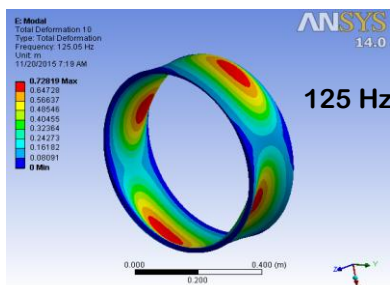 E: Modal
Total Deformation 10
Type: Total Deformation
Frequency: 125.05 Hz
Unit: m
11/20/2015 7:19 AM
0.72819 Max
0.64728
0.56637
0.48546
0.40455
0.32364
0.24273
0.16182
0.08091
0 Min
ANSYS
14.0
125 Hz
0.000
0.400 (m)
0.200
Z
Y